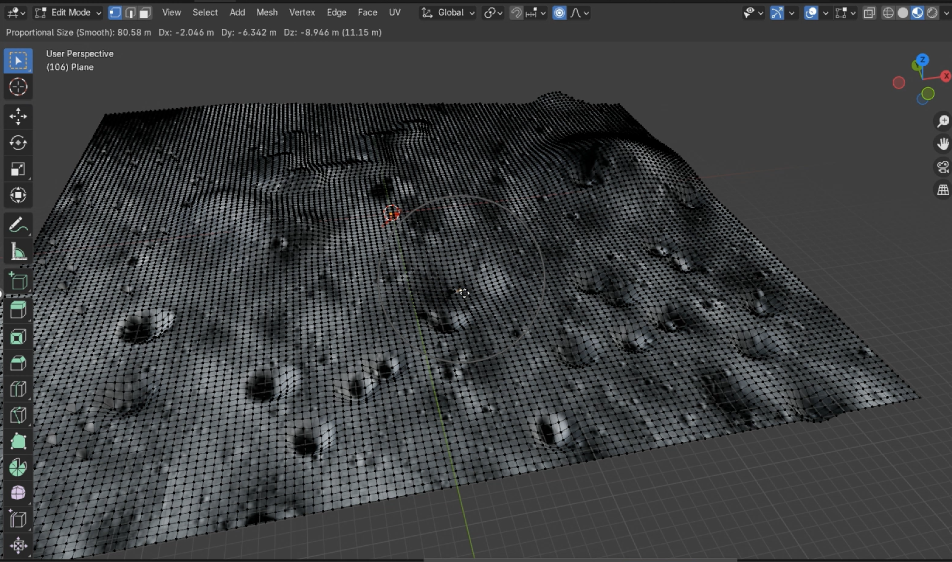 Edit Mode View Select Add Mesh Vertex Edge Face UV Global
Proportional Size (Smooth): 80.58 m Dx: -2.046 m Dy: -6.342 m Dz: -8.946 m (11.15 m)
User Perspective
(106) Plane
Z
X
Y